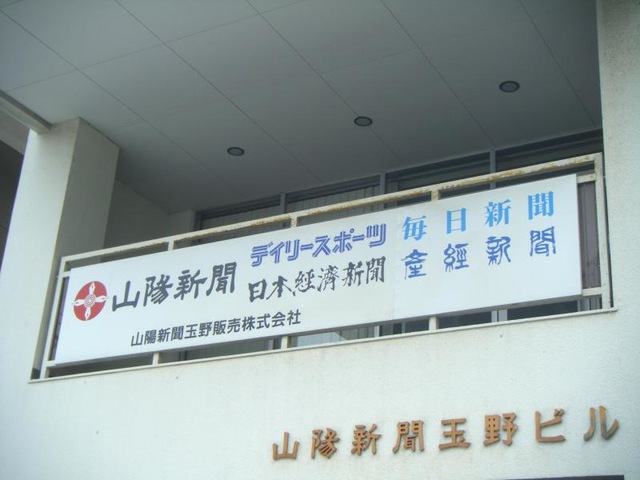 山陽新聞
デイリースポーツ
日本經済新聞
毎日新聞
産経新聞
山陽新聞玉野販売株式会社
山陽新聞玉野ビル